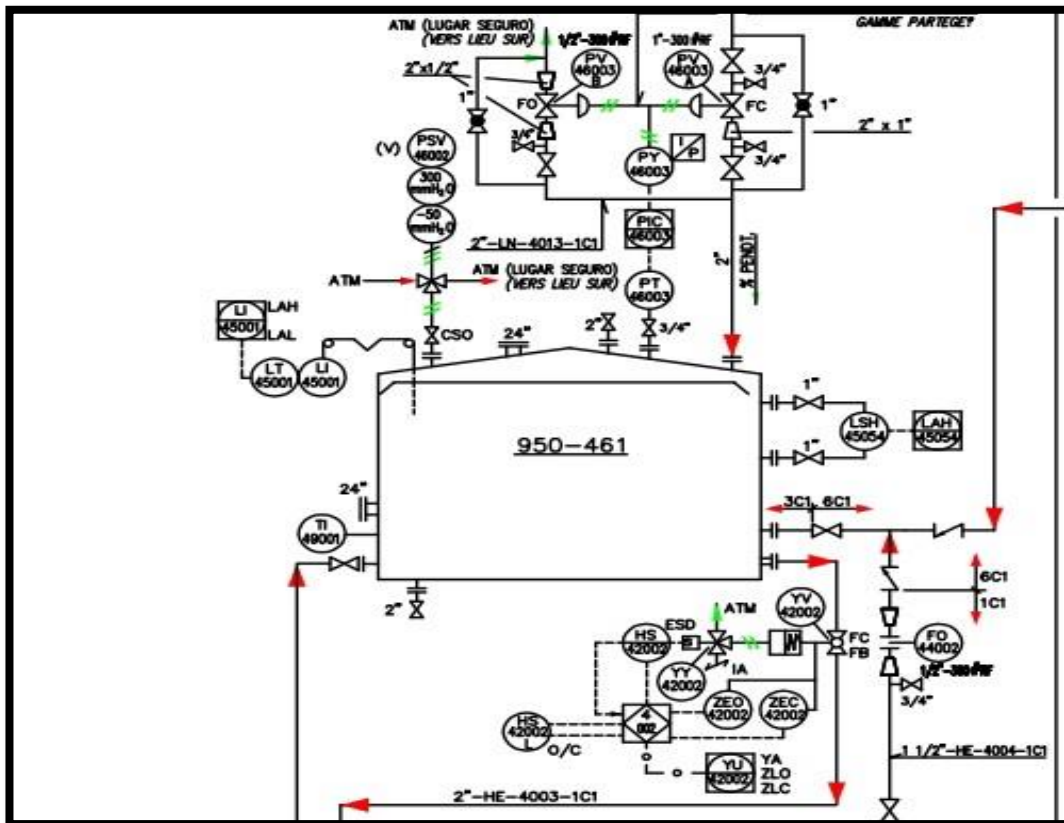 GAMME PARTEGE?
ATM (LUGAR SEGURO)
(VERS LIEU SUR)
1/2"-300#RF
1"-300#RF
PV
46003
B
PV
46003
A
2"x1/2"
3/4"
1"
FO
FC
1"
2" x 1"
3/4"
3/4"
(V)
PSV
46002
300
mmH2O
-50
mmH2O
PY
46003
I
P
PIC
46003
2"-LN-4013-1C1
2"
% PENDT.
ATM
ATM (LUGAR SEGURO)
(VERS LIEU SUR)
PT
46003
LI
45001
LAH
LAL
CSO
24"
2"
3/4"
LT
45001
LI
45001
1"
LSH
45054
LAH
45054
1"
950-461
24"
3C1
6C1
TI
49001
2"
6C1
1C1
ATM
YV
42002
ESD
HS
42002
S
FC
FB
FO
44002
YY
42002
IA
1/2"-300#RF
3/4"
ZEO
42002
ZEC
42002
HS
42002
L
O/C
4
002
YU
42002
YA
ZLO
ZLC
1 1/2"-HE-4004-1C1
2"-HE-4003-1C1